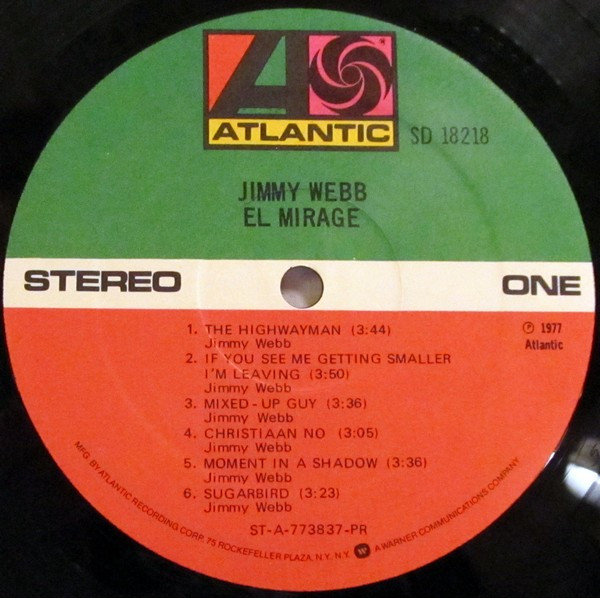 ATLANTIC
SD 18218
JIMMY WEBB
EL MIRAGE
STEREO
ONE
1. THE HIGHWAYMAN (3:44)
Jimmy Webb
2. IF YOU SEE ME GETTING SMALLER
I'M LEAVING (3:50)
Jimmy Webb
3. MIXED-UP GUY (3:36)
Jimmy Webb
4. CHRISTIAAN NO (3:05)
Jimmy Webb
5. MOMENT IN A SHADOW (3:36)
Jimmy Webb
6. SUGARBIRD (3:23)
Jimmy Webb
℗ 1977
Atlantic
ST-A-773837-PR
MFG. BY ATLANTIC RECORDING CORP. 75 ROCKEFELLER PLAZA, N.Y. N.Y. W A WARNER COMMUNICATIONS COMPANY